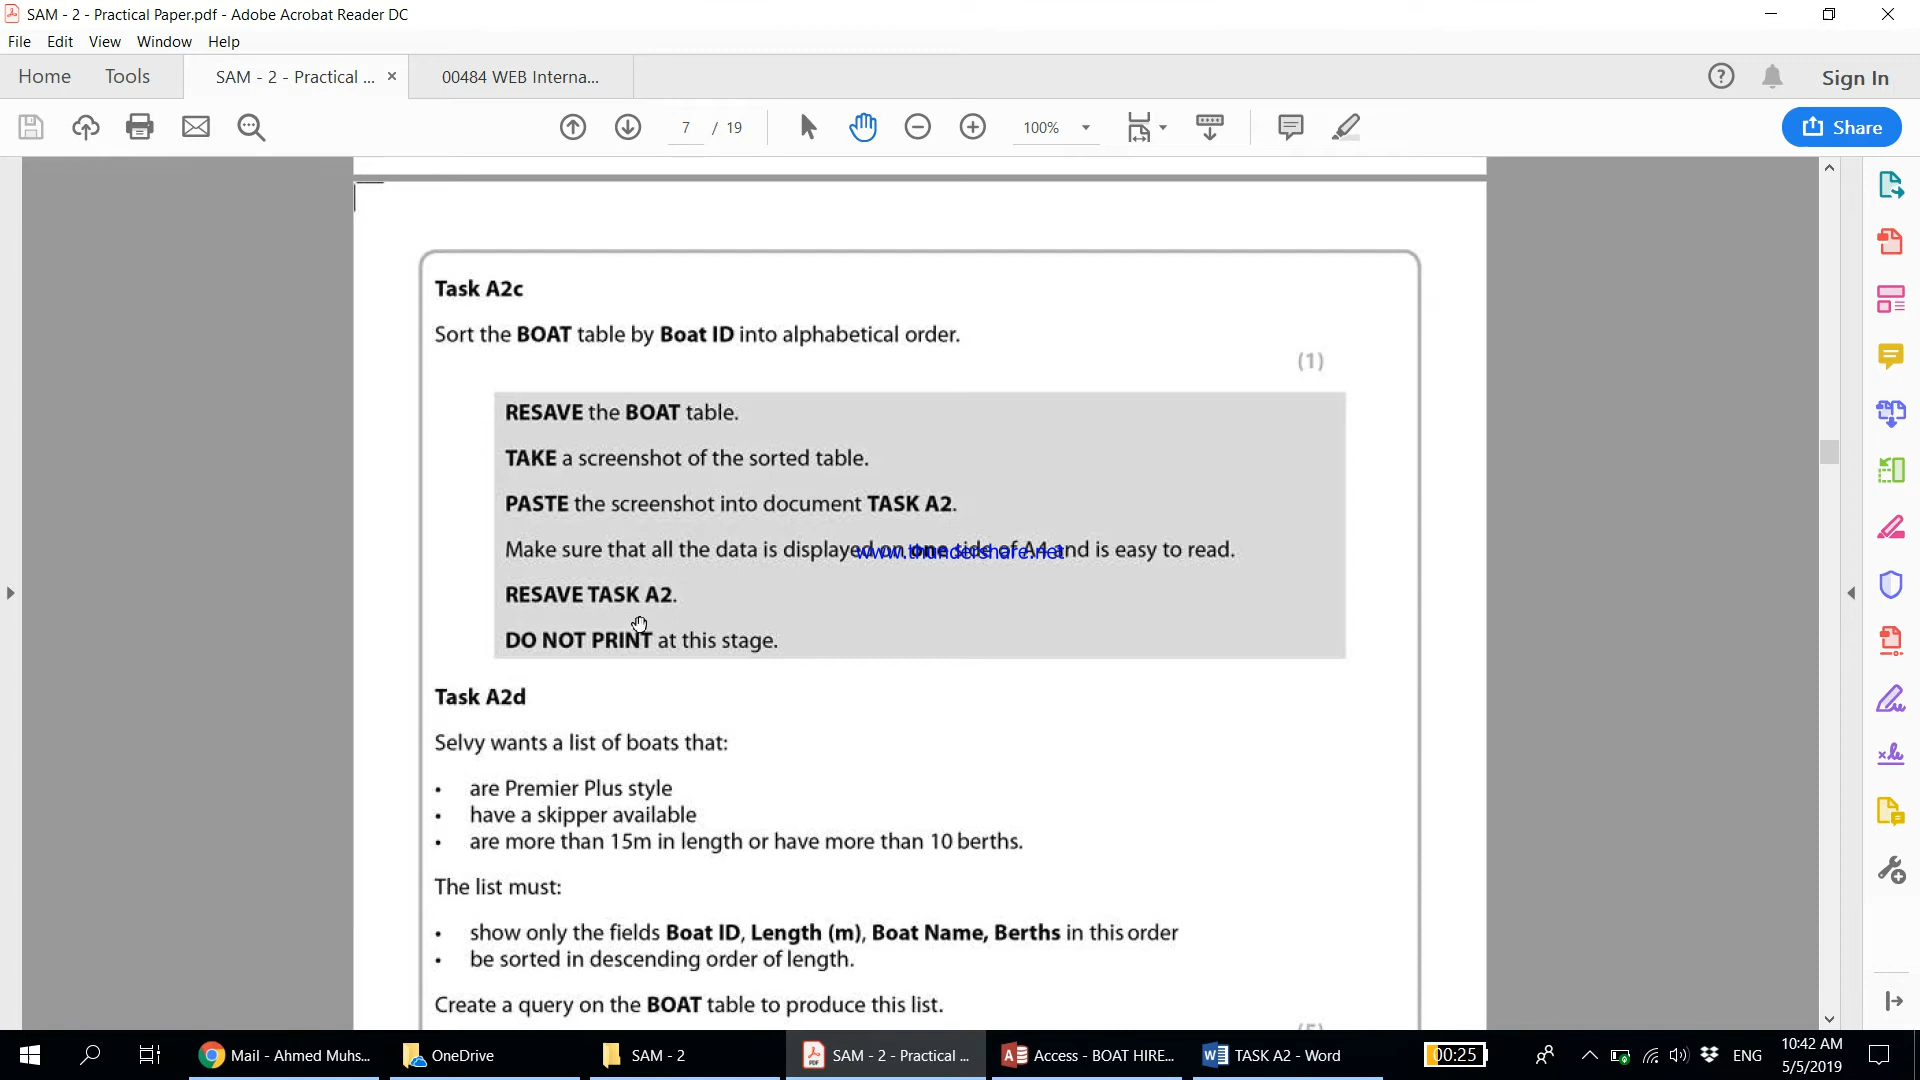 SAM - 2 - Practical Paper.pdf - Adobe Acrobat Reader DC
File Edit View Window Help
Home Tools SAM - 2 - Practical ... × 00484 WEB Interna... Sign In
7 / 19 100% Share
Task A2c
Sort the BOAT table by Boat ID into alphabetical order.
(1)
RESAVE the BOAT table.
TAKE a screenshot of the sorted table.
PASTE the screenshot into document TASK A2.
Make sure that all the data is displayed on one side of A4 and is easy to read.
www.thundershare.net
RESAVE TASK A2.
DO NOT PRINT at this stage.
Task A2d
Selvy wants a list of boats that:
• are Premier Plus style
• have a skipper available
• are more than 15m in length or have more than 10 berths.
The list must:
• show only the fields Boat ID, Length (m), Boat Name, Berths in this order
• be sorted in descending order of length.
Create a query on the BOAT table to produce this list.
(5)
Mail - Ahmed Muhs... OneDrive SAM - 2 SAM - 2 - Practical ... Access - BOAT HIRE... TASK A2 - Word 00:25 ENG 10:42 AM
5/5/2019